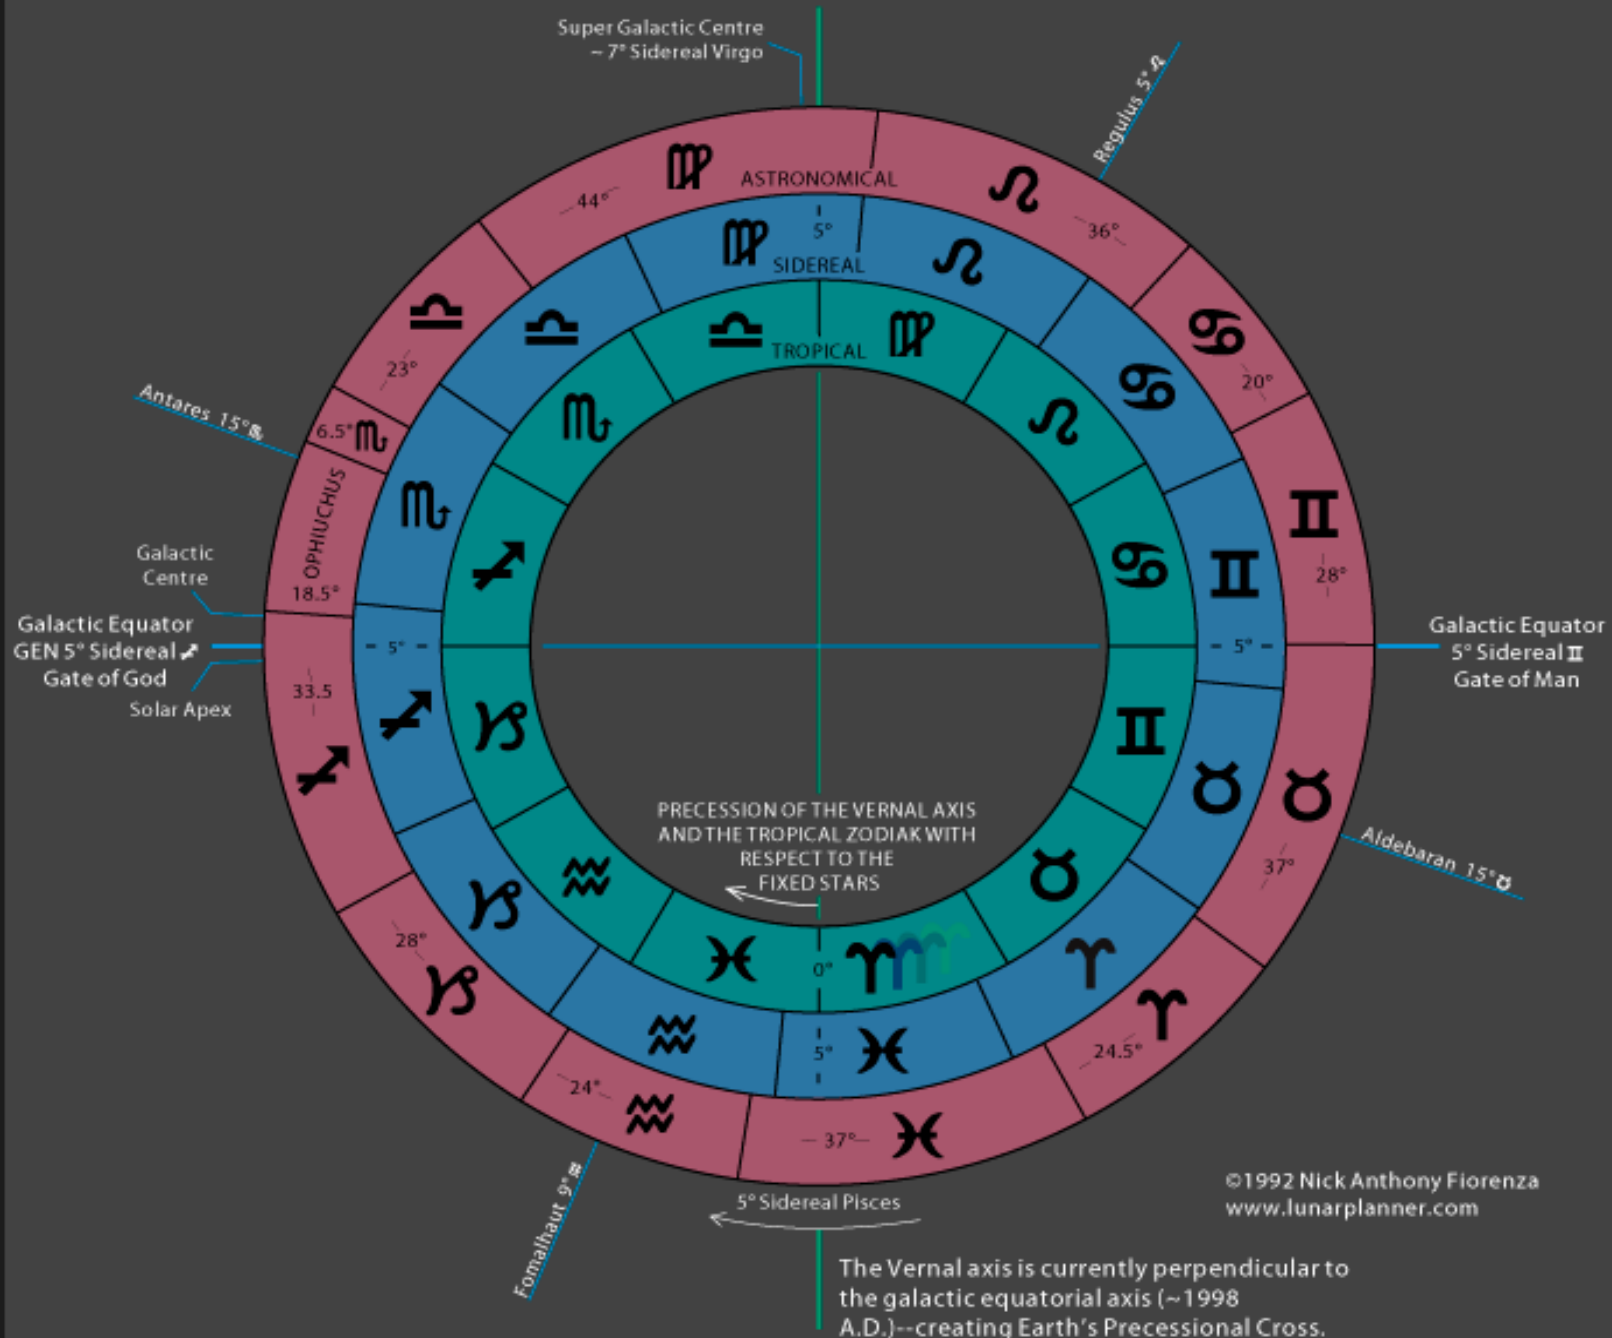 Super Galactic Centre
~ 7° Sidereal Virgo
Regulus 5° ♌
♍
ASTRONOMICAL
♌
44°
36°
♍
5°
♌
SIDEREAL
♎
♎
♋
20°
♎
♍
TROPICAL
23°
♋
Antares 15°♏
6.5°♏
♏
♌
♏
OPHIUCHUS
18.5°
♊
28°
♐
♋
♊
Galactic
Centre
Galactic Equator
GEN 5° Sidereal ♐
Gate of God
Solar Apex
5°
5°
Galactic Equator
5° Sidereal ♊
Gate of Man
33.5
♐
♐
♑
♊
♉
♉
37°
Aldebaran 15°♉
PRECESSION OF THE VERNAL AXIS
AND THE TROPICAL ZODIAK WITH
RESPECT TO THE
FIXED STARS
♑
♒
♉
28°
♑
♓
0°
♈♈♈♈
♈
♈
24.5°
♒
5°
♓
24°
♒
37°
♓
Fomalhaut 9°♒
5° Sidereal Pisces
©1992 Nick Anthony Fiorenza
www.lunarplanner.com
The Vernal axis is currently perpendicular to
the galactic equatorial axis (~1998
A.D.)--creating Earth's Precessional Cross.